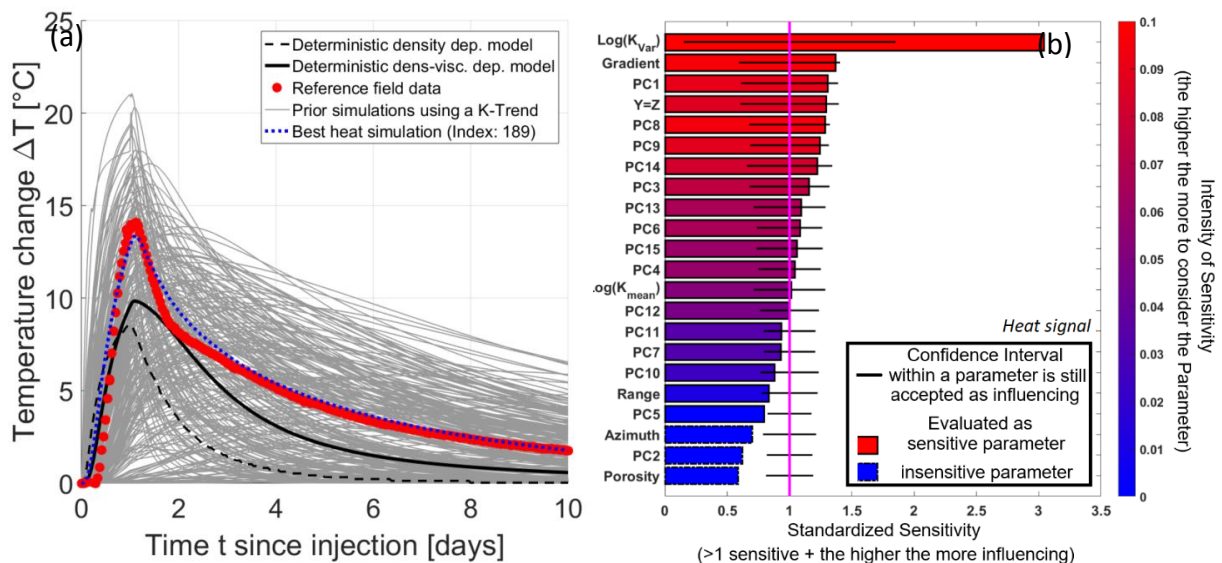 (a)
25
20
15
10
5
0
Temperature change ΔT [°C]
Deterministic density dep. model
Deterministic dens-visc. dep. model
Reference field data
Prior simulations using a K-Trend
Best heat simulation (Index: 189)
0
2
4
6
8
10
Time t since injection [days]
(b)
Log(K_Var)
Gradient
PC1
Y=Z
PC8
PC9
PC14
PC3
PC13
PC6
PC15
PC4
Log(K_mean)
PC12
PC11
PC7
PC10
Range
PC5
Azimuth
PC2
Porosity
Heat signal
Confidence Interval
within a parameter is still
accepted as influencing
Evaluated as
sensitive parameter
insensitive parameter
0
0.5
1
1.5
2
2.5
3
3.5
Standardized Sensitivity
(>1 sensitive + the higher the more influencing)
0.1
0.09
0.08
0.07
0.06
0.05
0.04
0.03
0.02
0.01
0
Intensity of Sensitivity
(the higher the more to consider the Parameter)